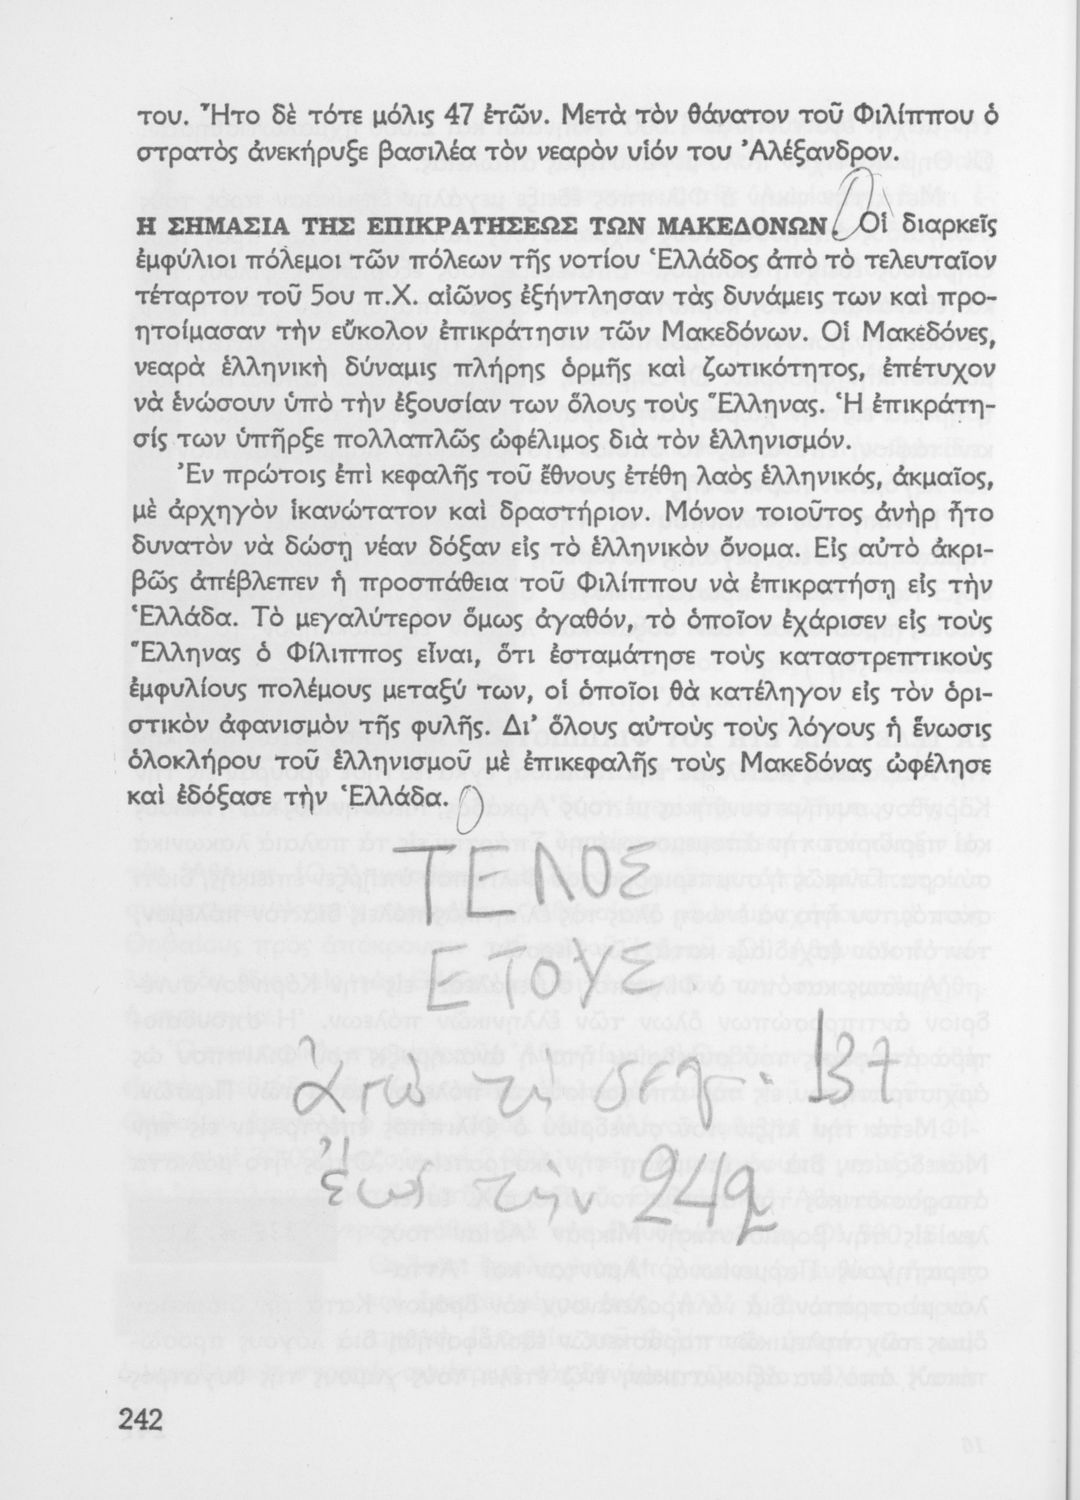 του. Ἦτο δὲ τότε μόλις 47 ἐτῶν. Μετὰ τὸν θάνατον τοῦ Φιλίππου ὁ
στρατὸς ἀνεκήρυξε βασιλέα τὸν νεαρὸν υἱόν του Ἀλέξανδρον.
Η ΣΗΜΑΣΙΑ ΤΗΣ ΕΠΙΚΡΑΤΗΣΕΩΣ ΤΩΝ ΜΑΚΕΔΟΝΩΝ. Οἱ διαρκεῖς
ἐμφύλιοι πόλεμοι τῶν πόλεων τῆς νοτίου Ἑλλάδος ἀπὸ τὸ τελευταῖον
τέταρτον τοῦ 5ου π.Χ. αἰῶνος ἐξήντλησαν τὰς δυνάμεις των καὶ προ-
ητοίμασαν τὴν εὔκολον ἐπικράτησιν τῶν Μακεδόνων. Οἱ Μακεδόνες,
νεαρὰ ἑλληνικὴ δύναμις πλήρης ὁρμῆς καὶ ζωτικότητος, ἐπέτυχον
νὰ ἑνώσουν ὑπὸ τὴν ἐξουσίαν των ὅλους τοὺς Ἕλληνας. Ἡ ἐπικράτη-
σίς των ὑπῆρξε πολλαπλῶς ὠφέλιμος διὰ τὸν ἑλληνισμόν.
Ἐν πρώτοις ἐπὶ κεφαλῆς τοῦ ἔθνους ἐτέθη λαὸς ἑλληνικός, ἀκμαῖος,
μὲ ἀρχηγὸν ἱκανώτατον καὶ δραστήριον. Μόνον τοιοῦτος ἀνὴρ ἦτο
δυνατὸν νὰ δώσῃ νέαν δόξαν εἰς τὸ ἑλληνικὸν ὄνομα. Εἰς αὐτὸ ἀκρι-
βῶς ἀπέβλεπεν ἡ προσπάθεια τοῦ Φιλίππου νὰ ἐπικρατήσῃ εἰς τὴν
Ἑλλάδα. Τὸ μεγαλύτερον ὅμως ἀγαθόν, τὸ ὁποῖον ἐχάρισεν εἰς τοὺς
Ἕλληνας ὁ Φίλιππος εἶναι, ὅτι ἐσταμάτησε τοὺς καταστρεπτικοὺς
ἐμφυλίους πολέμους μεταξύ των, οἱ ὁποῖοι θὰ κατέληγον εἰς τὸν ὁρι-
στικὸν ἀφανισμὸν τῆς φυλῆς. Δι' ὅλους αὐτοὺς τοὺς λόγους ἡ ἕνωσις
ὁλοκλήρου τοῦ ἑλληνισμοῦ μὲ ἐπικεφαλῆς τοὺς Μακεδόνας ὠφέλησε
καὶ ἐδόξασε τὴν Ἑλλάδα.
ΤΕΛΟΣ
ΕΤΟΥΣ
ἀπὸ τὴ σελ. 137
ἕως τὴν 242
242